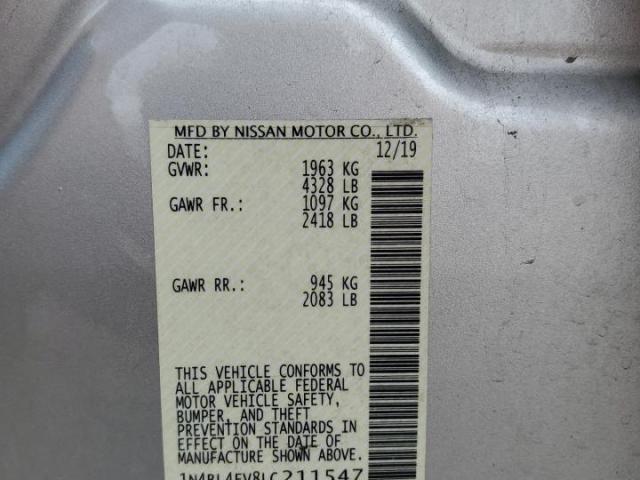 MFD BY NISSAN MOTOR CO., LTD.
DATE: 12/19
GVWR: 1963 KG
4328 LB
GAWR FR.: 1097 KG
2418 LB
GAWR RR.: 945 KG
2083 LB
THIS VEHICLE CONFORMS TO
ALL APPLICABLE FEDERAL
MOTOR VEHICLE SAFETY,
BUMPER, AND THEFT
PREVENTION STANDARDS IN
EFFECT ON THE DATE OF
MANUFACTURE SHOWN ABOVE.
1N4BL4EV8LC211547